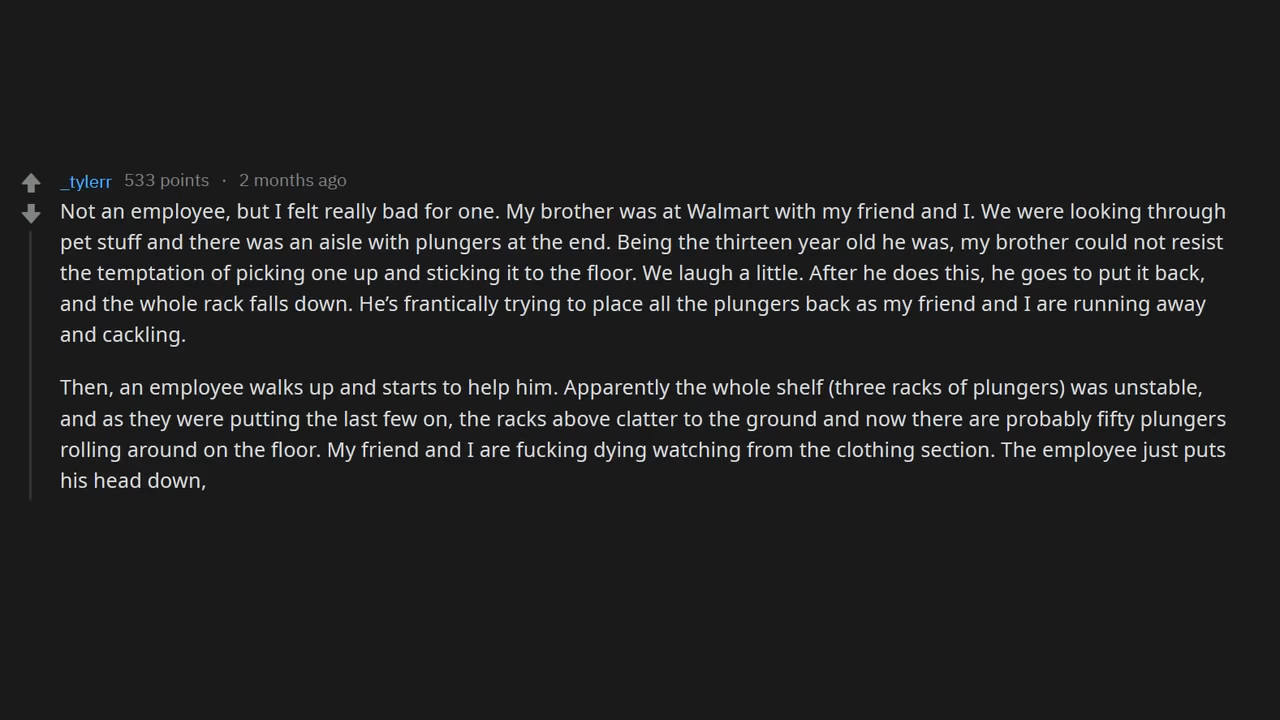 _tylerr 533 points · 2 months ago
Not an employee, but I felt really bad for one. My brother was at Walmart with my friend and I. We were looking through
pet stuff and there was an aisle with plungers at the end. Being the thirteen year old he was, my brother could not resist
the temptation of picking one up and sticking it to the floor. We laugh a little. After he does this, he goes to put it back,
and the whole rack falls down. He’s frantically trying to place all the plungers back as my friend and I are running away
and cackling.
Then, an employee walks up and starts to help him. Apparently the whole shelf (three racks of plungers) was unstable,
and as they were putting the last few on, the racks above clatter to the ground and now there are probably fifty plungers
rolling around on the floor. My friend and I are fucking dying watching from the clothing section. The employee just puts
his head down,